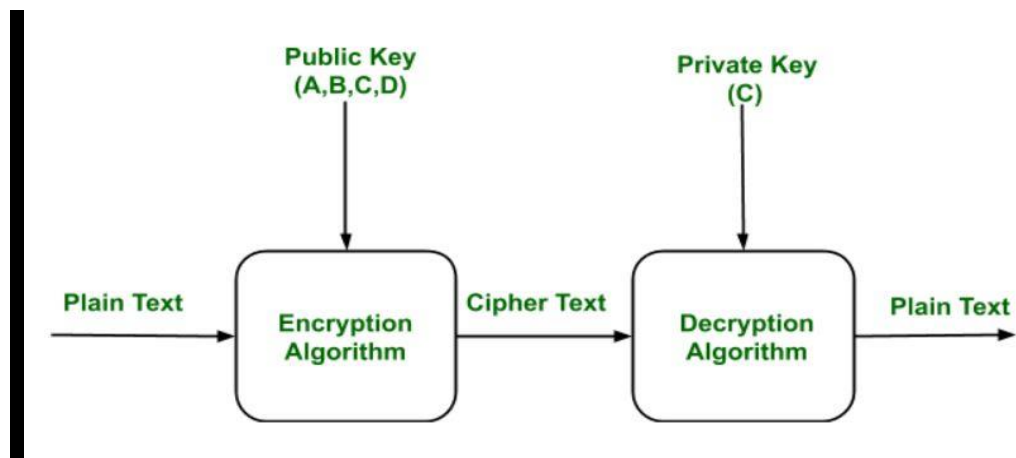 Public Key
(A,B,C,D)
Private Key
(C)
Plain Text
Encryption
Algorithm
Cipher Text
Decryption
Algorithm
Plain Text